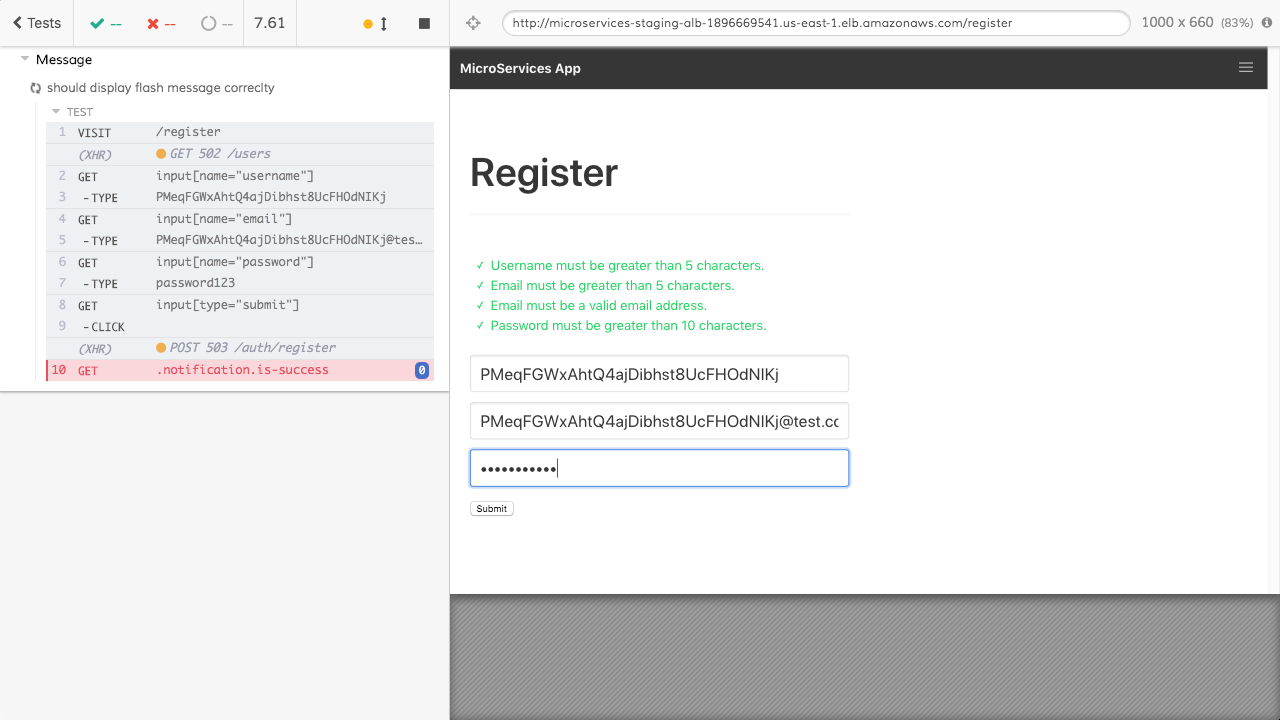 Tests -- -- -- 7.61
http://microservices-staging-alb-1896669541.us-east-1.elb.amazonaws.com/register 1000 x 660 (83%)
Message
should display flash message correclty
TEST
1 VISIT /register
(XHR) GET 502 /users
2 GET input[name="username"]
3 -TYPE PMeqFGWxAhtQ4ajDibhst8UcFHOdNIKj
4 GET input[name="email"]
5 -TYPE PMeqFGWxAhtQ4ajDibhst8UcFHOdNIKj@tes…
6 GET input[name="password"]
7 -TYPE password123
8 GET input[type="submit"]
9 -CLICK
(XHR) POST 503 /auth/register
10 GET .notification.is-success 0
MicroServices App
Register
✓ Username must be greater than 5 characters.
✓ Email must be greater than 5 characters.
✓ Email must be a valid email address.
✓ Password must be greater than 10 characters.
PMeqFGWxAhtQ4ajDibhst8UcFHOdNIKj
PMeqFGWxAhtQ4ajDibhst8UcFHOdNIKj@test.cc
•••••••••••
Submit